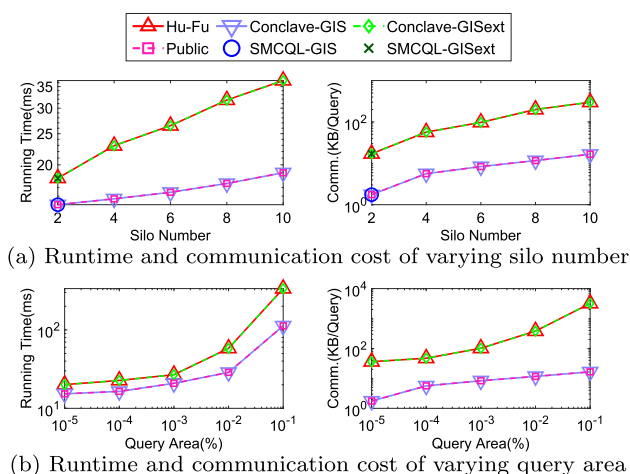 Hu-Fu Conclave-GIS Conclave-GISext
Public SMCQL-GIS SMCQL-GISext
Running Time(ms)
35
30
25
20
2 4 6 8 10
Silo Number
Comm.(KB/Query)
10^2
10^0
2 4 6 8 10
Silo Number
(a) Runtime and communication cost of varying silo number
Running Time(ms)
10^2
10^1
10^-5 10^-4 10^-3 10^-2 10^-1
Query Area(%)
Comm.(KB/Query)
10^4
10^2
10^0
10^-5 10^-4 10^-3 10^-2 10^-1
Query Area(%)
(b) Runtime and communication cost of varying query area